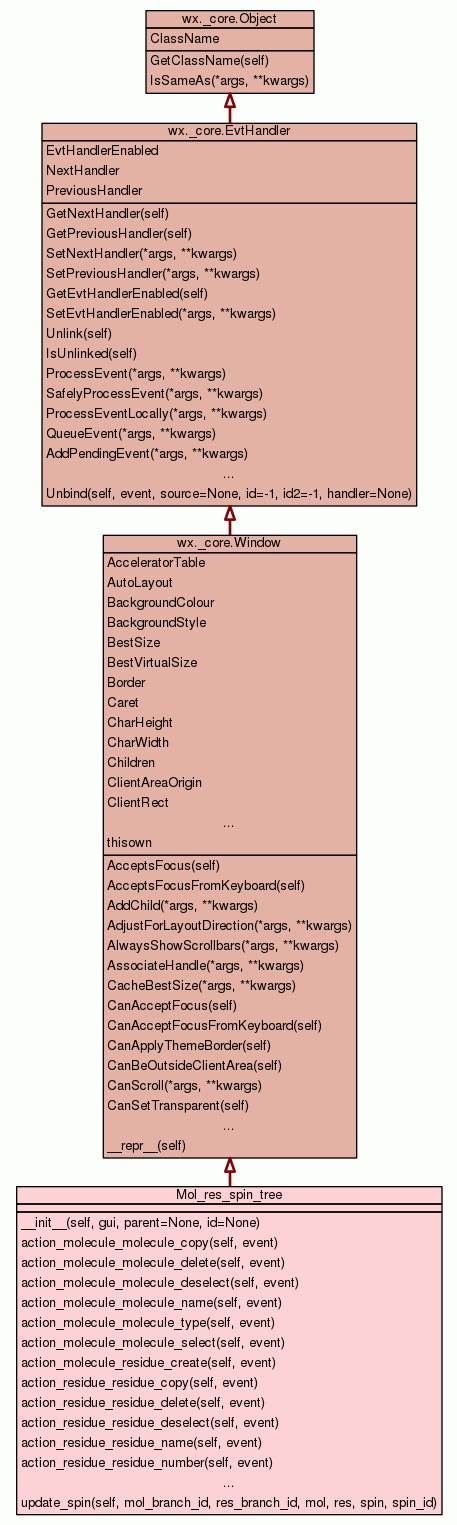 wx._core.Object
ClassName
GetClassName(self)
IsSameAs(*args, **kwargs)
wx._core.EvtHandler
EvtHandlerEnabled
NextHandler
PreviousHandler
GetNextHandler(self)
GetPreviousHandler(self)
SetNextHandler(*args, **kwargs)
SetPreviousHandler(*args, **kwargs)
GetEvtHandlerEnabled(self)
SetEvtHandlerEnabled(*args, **kwargs)
Unlink(self)
IsUnlinked(self)
ProcessEvent(*args, **kwargs)
SafelyProcessEvent(*args, **kwargs)
ProcessEventLocally(*args, **kwargs)
QueueEvent(*args, **kwargs)
AddPendingEvent(*args, **kwargs)
...
Unbind(self, event, source=None, id=-1, id2=-1, handler=None)
wx._core.Window
AcceleratorTable
AutoLayout
BackgroundColour
BackgroundStyle
BestSize
BestVirtualSize
Border
Caret
CharHeight
CharWidth
Children
ClientAreaOrigin
ClientRect
...
thisown
AcceptsFocus(self)
AcceptsFocusFromKeyboard(self)
AddChild(*args, **kwargs)
AdjustForLayoutDirection(*args, **kwargs)
AlwaysShowScrollbars(*args, **kwargs)
AssociateHandle(*args, **kwargs)
CacheBestSize(*args, **kwargs)
CanAcceptFocus(self)
CanAcceptFocusFromKeyboard(self)
CanApplyThemeBorder(self)
CanBeOutsideClientArea(self)
CanScroll(*args, **kwargs)
CanSetTransparent(self)
...
__repr__(self)
Mol_res_spin_tree
__init__(self, gui, parent=None, id=None)
action_molecule_molecule_copy(self, event)
action_molecule_molecule_delete(self, event)
action_molecule_molecule_deselect(self, event)
action_molecule_molecule_name(self, event)
action_molecule_molecule_type(self, event)
action_molecule_molecule_select(self, event)
action_molecule_residue_create(self, event)
action_residue_residue_copy(self, event)
action_residue_residue_delete(self, event)
action_residue_residue_deselect(self, event)
action_residue_residue_name(self, event)
action_residue_residue_number(self, event)
...
update_spin(self, mol_branch_id, res_branch_id, mol, res, spin, spin_id)